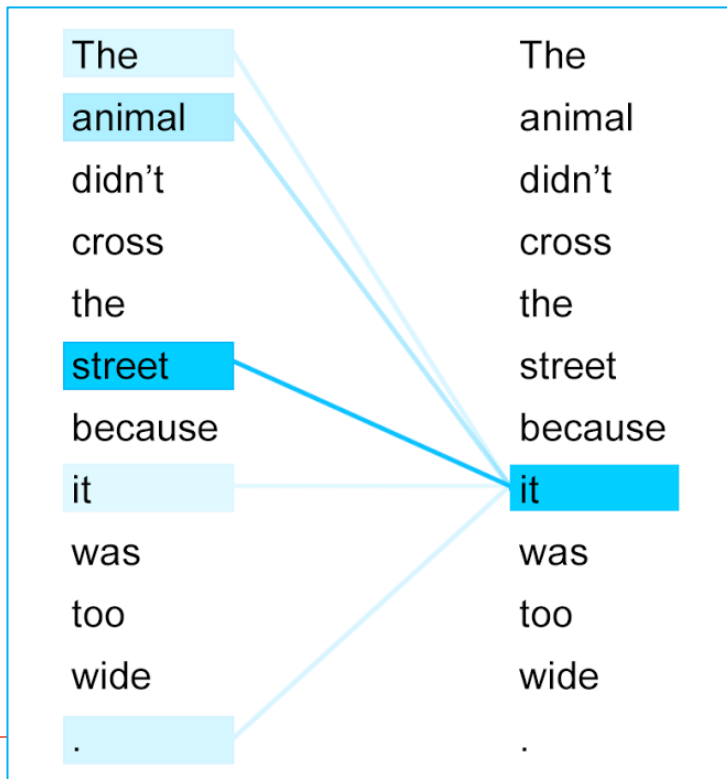 The The
animal animal
didn't didn't
cross cross
the the
street street
because because
it it
was was
too too
wide wide
. .